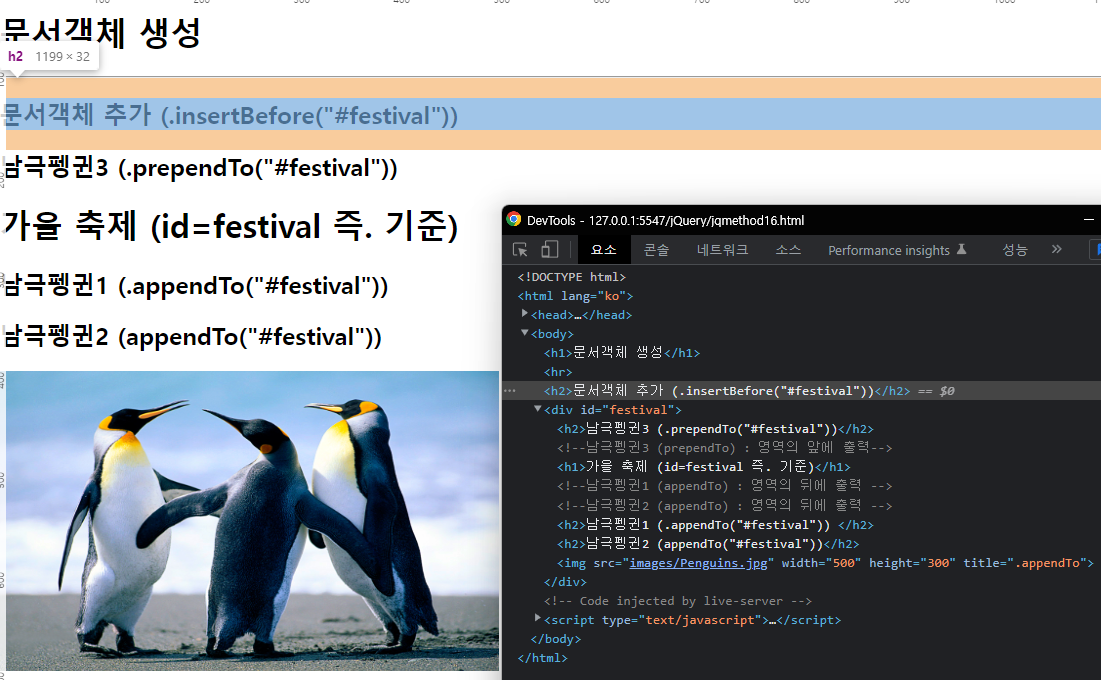 문서객체 생성
h2 1199 × 32
문서객체 추가 (.insertBefore("#festival"))
남극펭귄3 (.prependTo("#festival"))
가을 축제 (id=festival 즉. 기준)
남극펭귄1 (.appendTo("#festival"))
남극펭귄2 (appendTo("#festival"))
DevTools - 127.0.0.1:5547/jQuery/jqmethod16.html
요소 콘솔 네트워크 소스 Performance insights 성능 »
<!DOCTYPE html>
<html lang="ko">
<head>…</head>
<body>
<h1>문서객체 생성</h1>
<hr>
<h2>문서객체 추가 (.insertBefore("#festival"))</h2> == $0
<div id="festival">
<h2>남극펭귄3 (.prependTo("#festival"))</h2>
<!--남극펭귄3 (prependTo) : 영역의 앞에 출력-->
<h1>가을 축제 (id=festival 즉. 기준)</h1>
<!--남극펭귄1 (appendTo) : 영역의 뒤에 출력 -->
<!--남극펭귄2 (appendTo) : 영역의 뒤에 출력 -->
<h2>남극펭귄1 (.appendTo("#festival")) </h2>
<h2>남극펭귄2 (appendTo("#festival"))</h2>
<img src="images/Penguins.jpg" width="500" height="300" title=".appendTo">
</div>
<!-- Code injected by live-server -->
<script type="text/javascript">…</script>
</body>
</html>